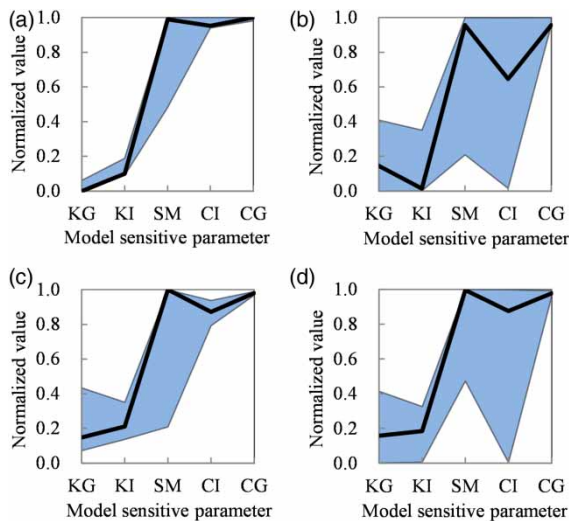 (a)
Normalized value
1.0
0.8
0.6
0.4
0.2
0.0
KG KI SM CI CG
Model sensitive parameter
(b)
Normalized value
1.0
0.8
0.6
0.4
0.2
0.0
KG KI SM CI CG
Model sensitive parameter
(c)
Normalized value
1.0
0.8
0.6
0.4
0.2
0.0
KG KI SM CI CG
Model sensitive parameter
(d)
Normalized value
1.0
0.8
0.6
0.4
0.2
0.0
KG KI SM CI CG
Model sensitive parameter